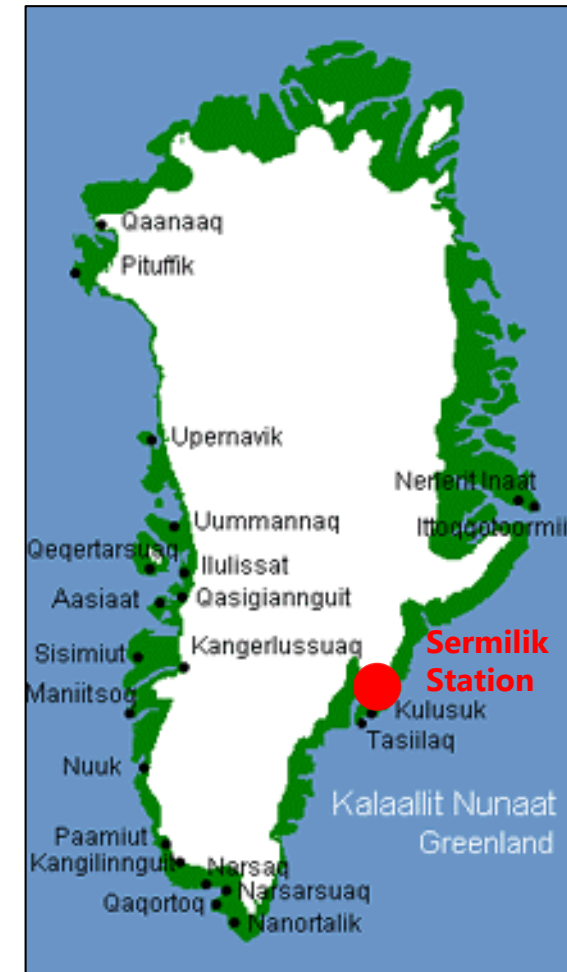 Qaanaaq
Pituffik
Upernavik
Nerlerit Inaat
Uummannaq
Ittoqqotoormiit
Qeqertarsuaq
Ilulissat
Aasiaat
Qasigiannguit
Sermilik
Station
Sisimiut
Kangerlussuaq
Maniitsoq
Kulusuk
Tasiilaq
Nuuk
Kalaallit Nunaat
Greenland
Paamiut
Kangilinnguit
Narsaq
Narsarsuaq
Qaqortoq
Nanortalik